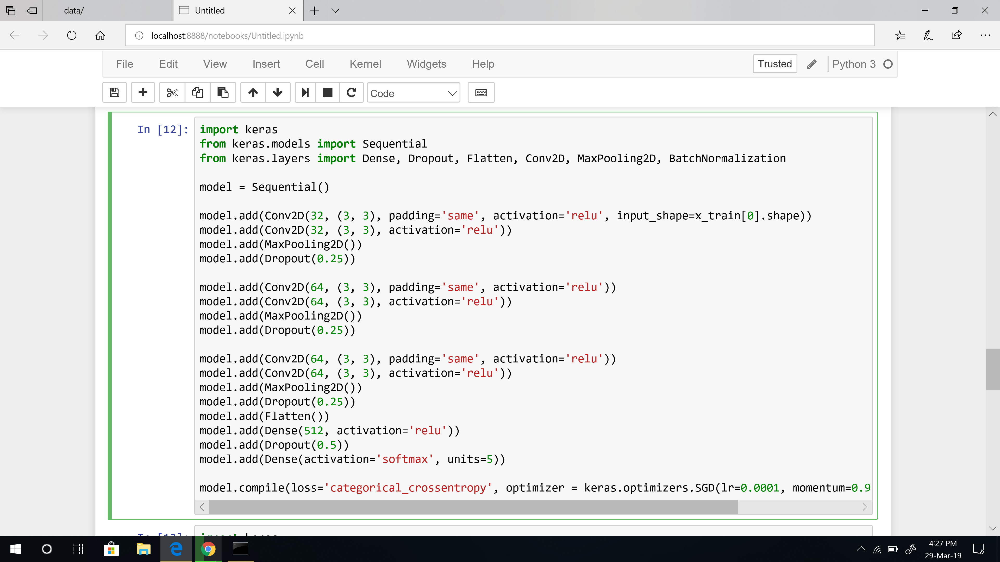 data/
Untitled
localhost:8888/notebooks/Untitled.ipynb
File Edit View Insert Cell Kernel Widgets Help Trusted Python 3
Code
In [12]:
import keras
from keras.models import Sequential
from keras.layers import Dense, Dropout, Flatten, Conv2D, MaxPooling2D, BatchNormalization
model = Sequential()
model.add(Conv2D(32, (3, 3), padding='same', activation='relu', input_shape=x_train[0].shape))
model.add(Conv2D(32, (3, 3), activation='relu'))
model.add(MaxPooling2D())
model.add(Dropout(0.25))
model.add(Conv2D(64, (3, 3), padding='same', activation='relu'))
model.add(Conv2D(64, (3, 3), activation='relu'))
model.add(MaxPooling2D())
model.add(Dropout(0.25))
model.add(Conv2D(64, (3, 3), padding='same', activation='relu'))
model.add(Conv2D(64, (3, 3), activation='relu'))
model.add(MaxPooling2D())
model.add(Dropout(0.25))
model.add(Flatten())
model.add(Dense(512, activation='relu'))
model.add(Dropout(0.5))
model.add(Dense(activation='softmax', units=5))
model.compile(loss='categorical_crossentropy', optimizer = keras.optimizers.SGD(lr=0.0001, momentum=0.9
4:27 PM
29-Mar-19